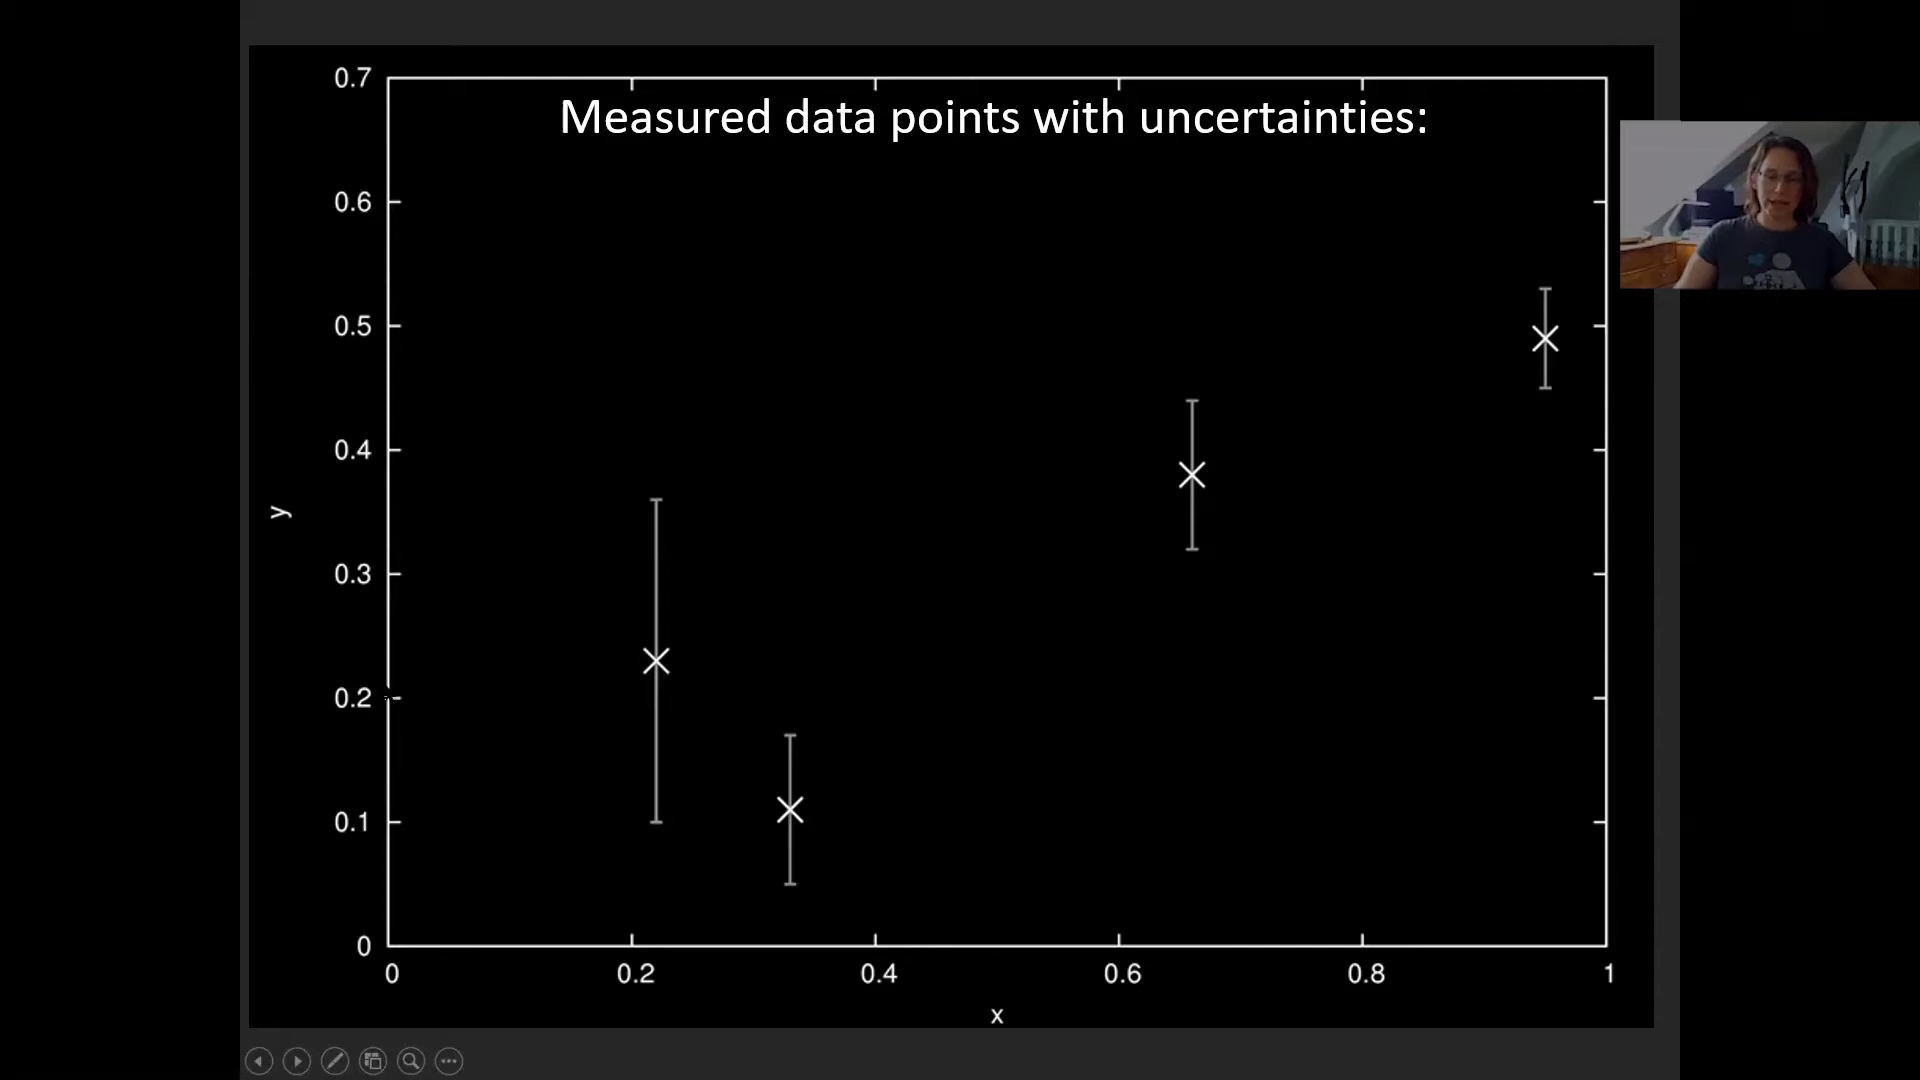 Measured data points with uncertainties:
0.7
0.6
0.5
0.4
0.3
0.2
0.1
0
y
0 0.2 0.4 0.6 0.8 1
x